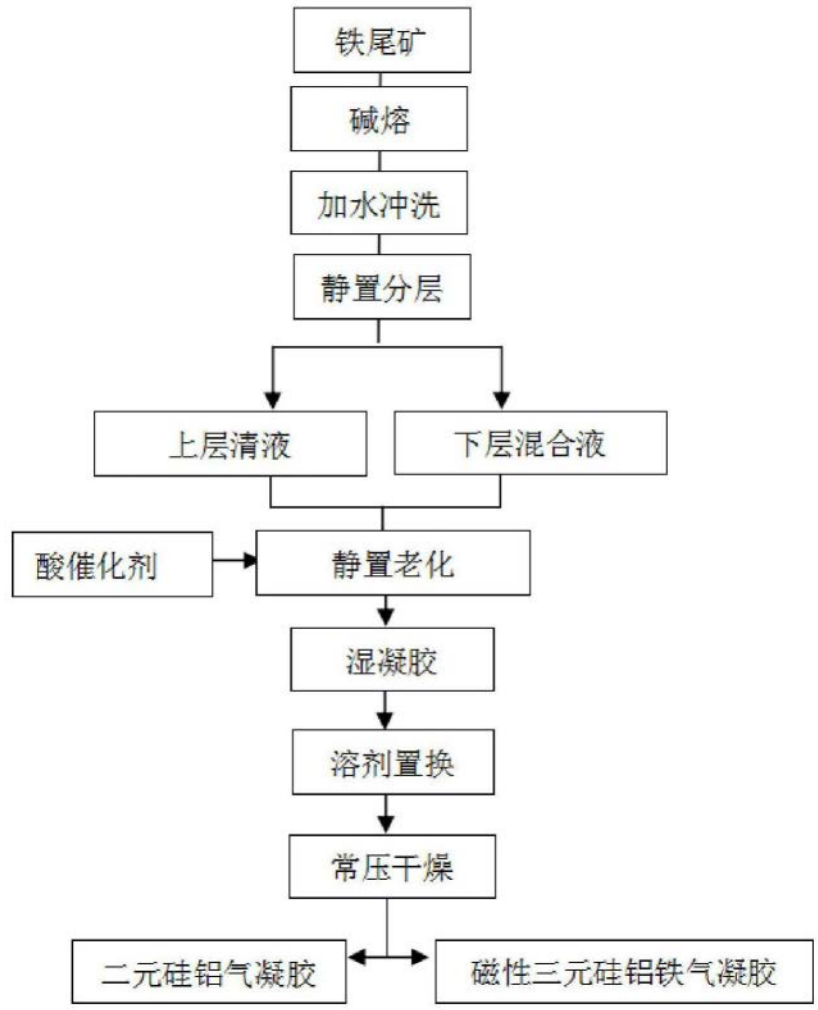 铁尾矿
碱熔
加水冲洗
静置分层
上层清液
下层混合液
酸催化剂
静置老化
湿凝胶
溶剂置换
常压干燥
二元硅铝气凝胶
磁性三元硅铝铁气凝胶